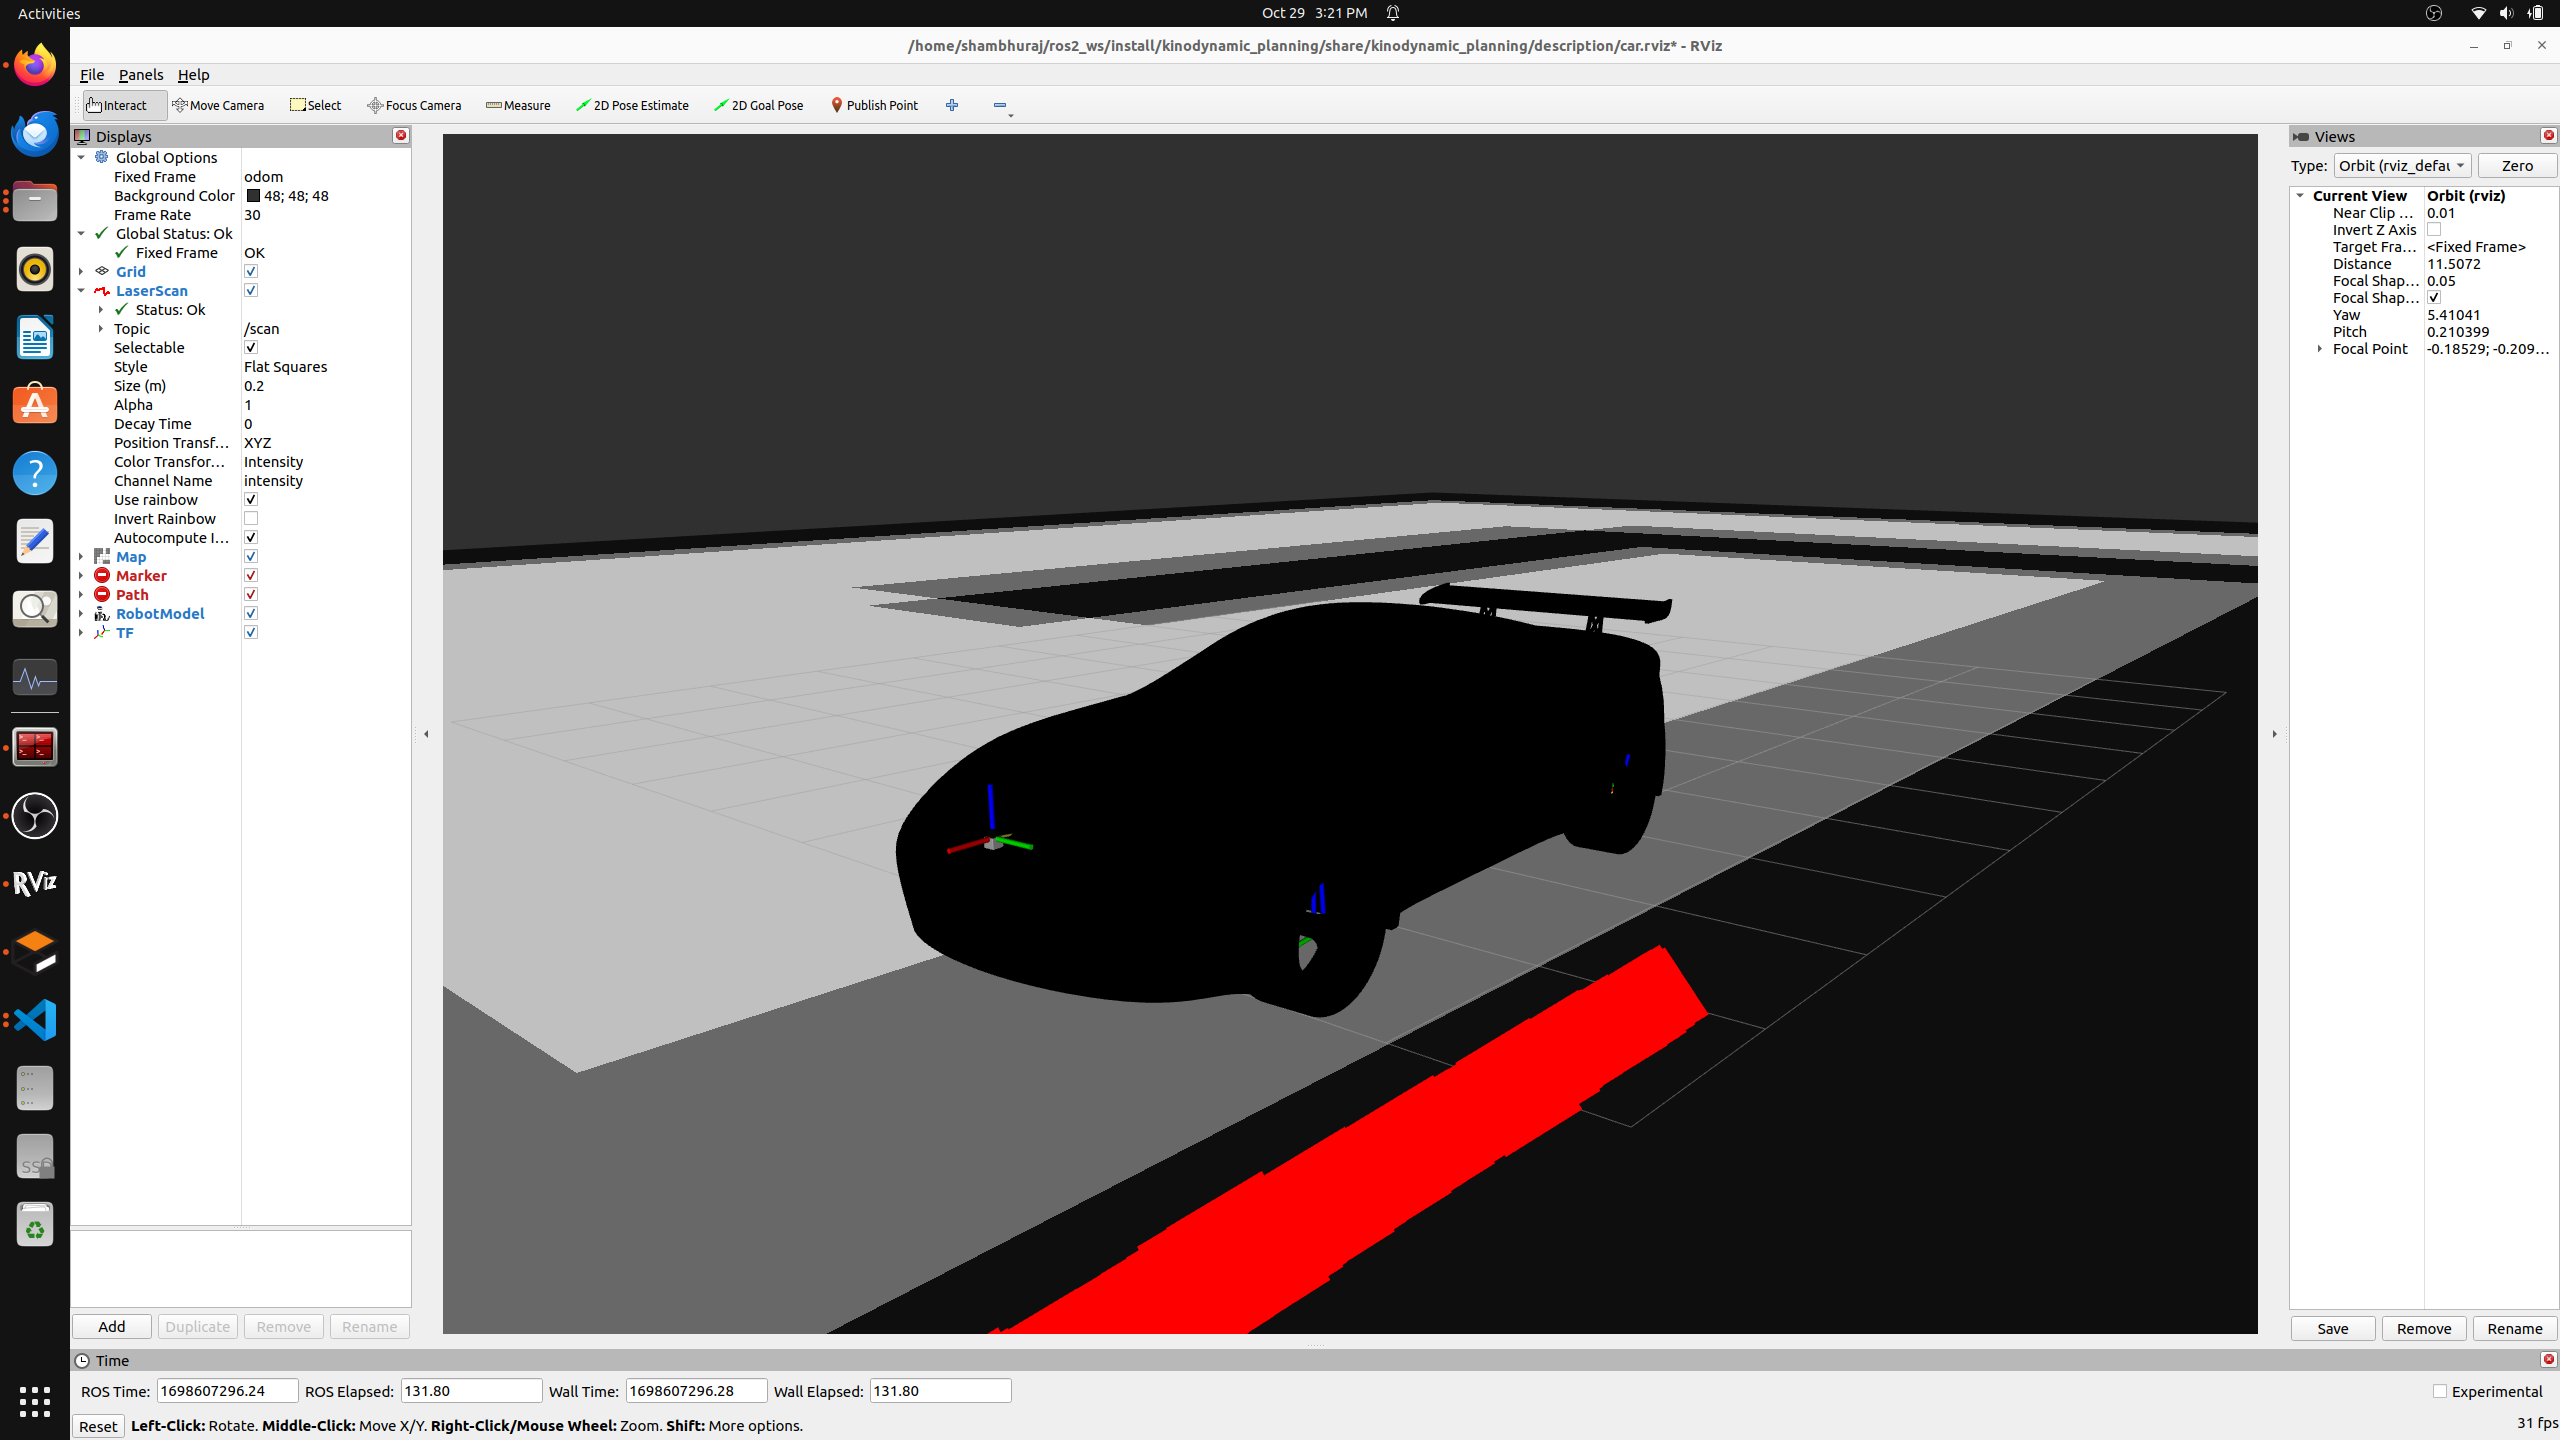 Activities
Oct 29 3:21 PM
/home/shambhuraj/ros2_ws/install/kinodynamic_planning/share/kinodynamic_planning/description/car.rviz* - RViz
File Panels Help
Interact Move Camera Select Focus Camera Measure 2D Pose Estimate 2D Goal Pose Publish Point
Displays
Global Options
Fixed Frame odom
Background Color 48; 48; 48
Frame Rate 30
Global Status: Ok
Fixed Frame OK
Grid
LaserScan
Status: Ok
Topic /scan
Selectable
Style Flat Squares
Size (m) 0.2
Alpha 1
Decay Time 0
Position Transf... XYZ
Color Transfor... Intensity
Channel Name intensity
Use rainbow
Invert Rainbow
Autocompute I...
Map
Marker
Path
RobotModel
TF
Add Duplicate Remove Rename
Views
Type: Orbit (rviz_defau Zero
Current View Orbit (rviz)
Near Clip ... 0.01
Invert Z Axis
Target Fra... <Fixed Frame>
Distance 11.5072
Focal Shap... 0.05
Focal Shap...
Yaw 5.41041
Pitch 0.210399
Focal Point -0.18529; -0.209...
Save Remove Rename
RViz
SS
Time
ROS Time: 1698607296.24 ROS Elapsed: 131.80 Wall Time: 1698607296.28 Wall Elapsed: 131.80
Experimental
Reset Left-Click: Rotate. Middle-Click: Move X/Y. Right-Click/Mouse Wheel: Zoom. Shift: More options.
31 fps